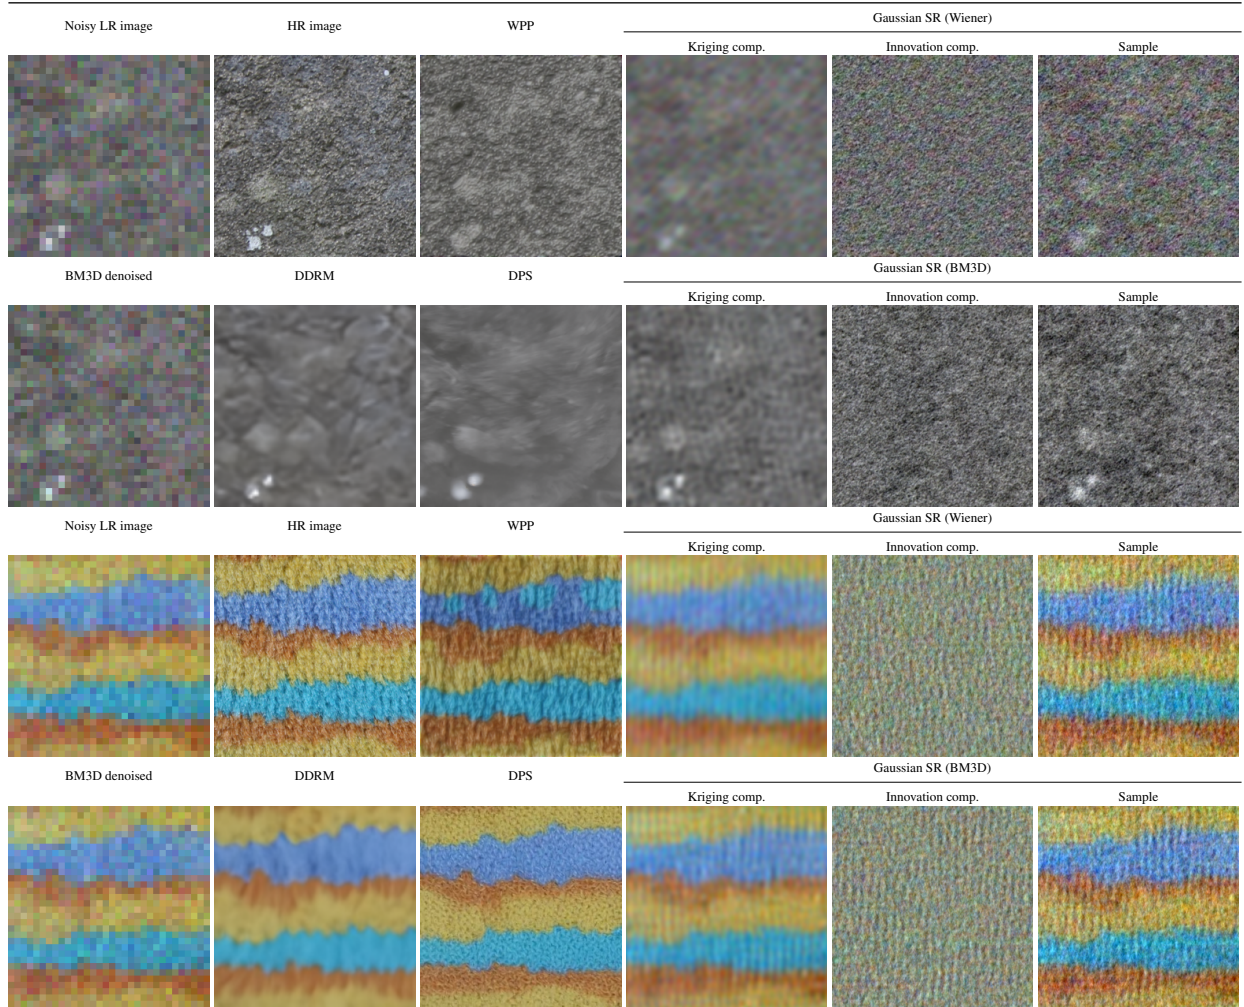 Noisy LR image HR image WPP Gaussian SR (Wiener)
Kriging comp. Innovation comp. Sample
BM3D denoised DDRM DPS Gaussian SR (BM3D)
Kriging comp. Innovation comp. Sample
Noisy LR image HR image WPP Gaussian SR (Wiener)
Kriging comp. Innovation comp. Sample
BM3D denoised DDRM DPS Gaussian SR (BM3D)
Kriging comp. Innovation comp. Sample